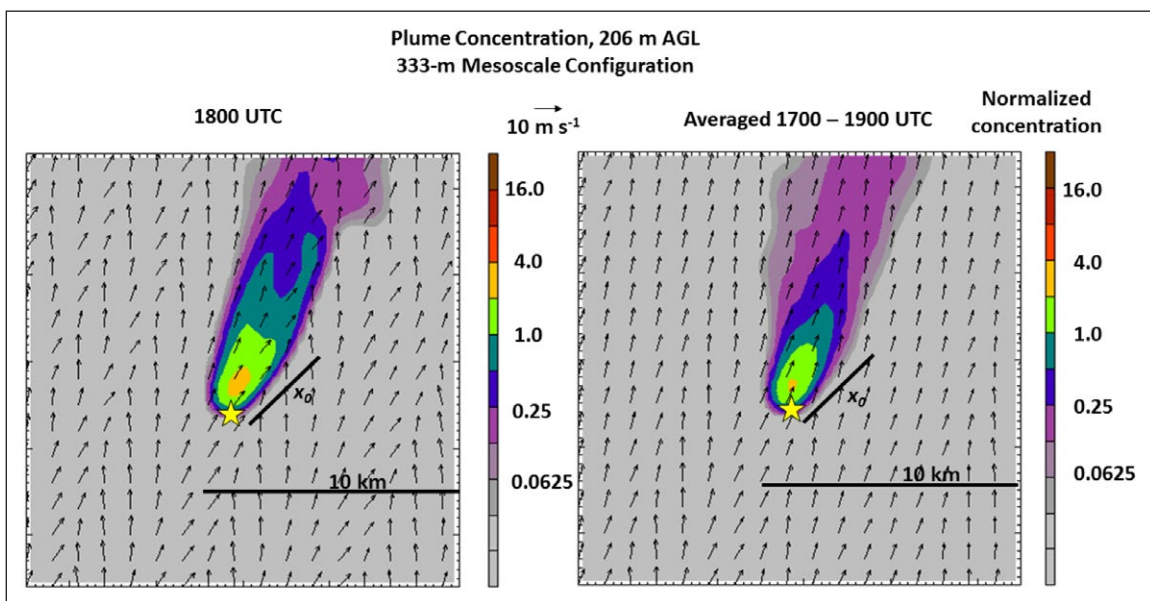 Plume Concentration, 206 m AGL
333-m Mesoscale Configuration
1800 UTC
10 m s⁻¹
Averaged 1700 – 1900 UTC
Normalized
concentration
16.0
4.0
1.0
0.25
0.0625
x₀
10 km
16.0
4.0
1.0
0.25
0.0625
x₀
10 km